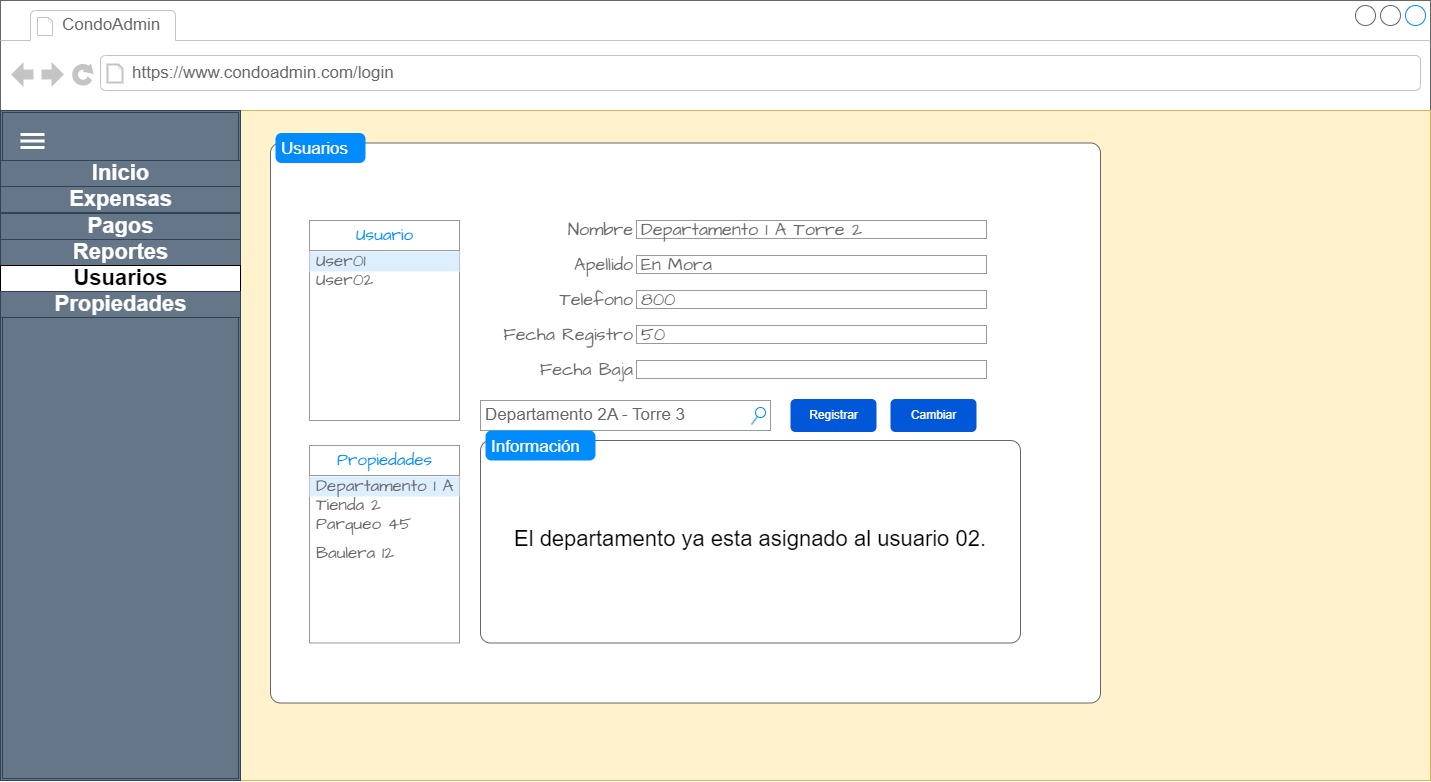 CondoAdmin
https://www.condoadmin.com/login
Inicio
Expensas
Pagos
Reportes
Usuarios
Propiedades
Usuarios
Usuario
User01
User02
Nombre Departamento 1 A Torre 2
Apellido En Mora
Telefono 800
Fecha Registro 50
Fecha Baja
Departamento 2A - Torre 3
Registrar
Cambiar
Propiedades
Departamento 1 A
Tienda 2
Parqueo 45
Baulera 12
Información
El departamento ya esta asignado al usuario 02.